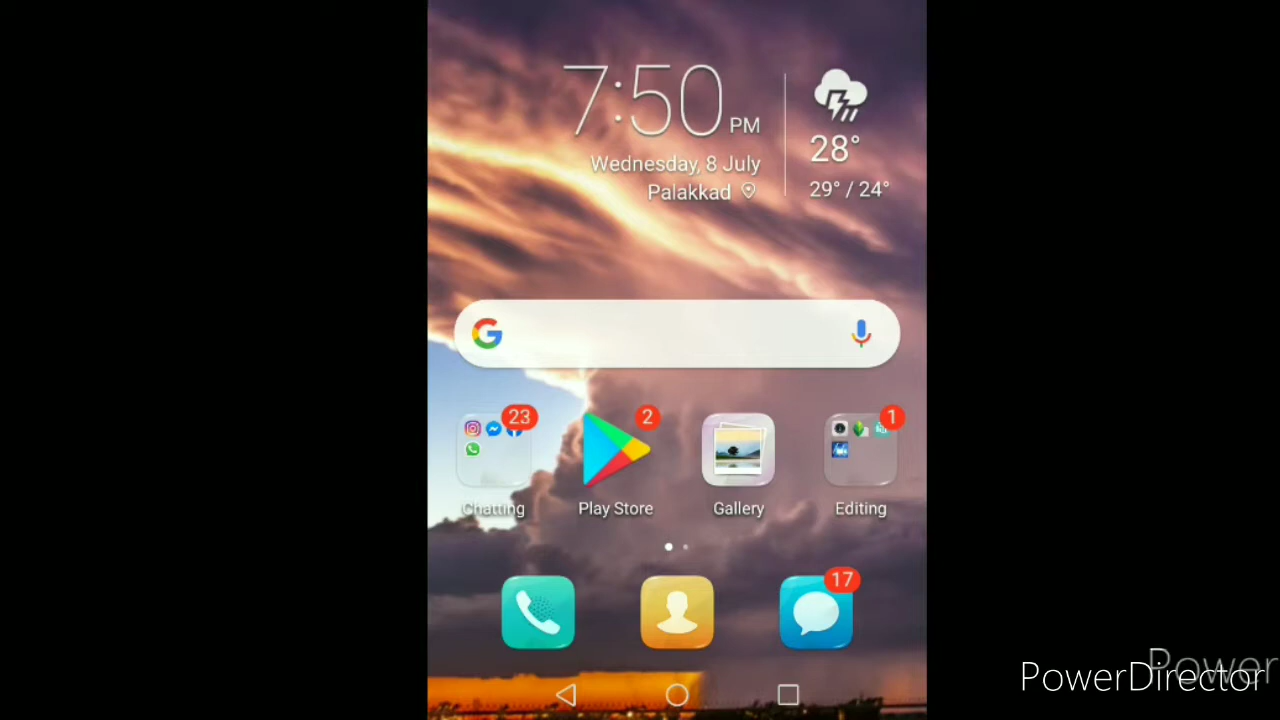 7:50 PM
Wednesday, 8 July
Palakkad
28°
29° / 24°
23
2
1
Chatting
Play Store
Gallery
Editing
17
Power
PowerDirector